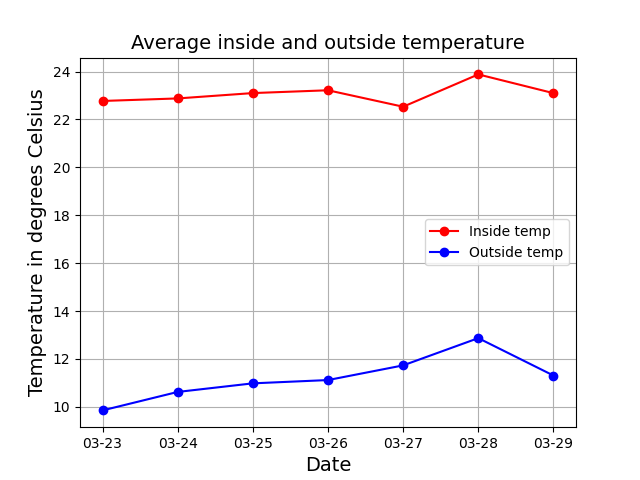 Average inside and outside temperature
Temperature in degrees Celsius
24
22
20
18
16
14
12
10
Inside temp
Outside temp
03-23 03-24 03-25 03-26 03-27 03-28 03-29
Date